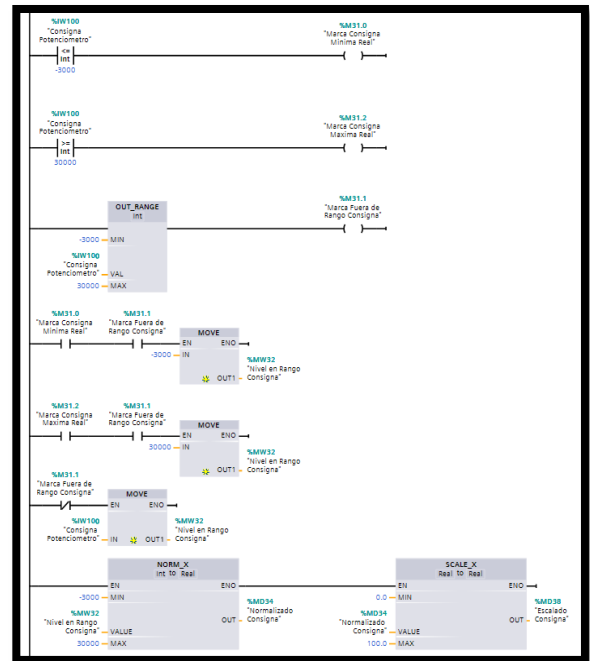 %IW100
"Consigna
Potenciometro"
<=
Int
-3000
%M31.0
"Marca Consigna
Minima Real"
%IW100
"Consigna
Potenciometro"
>=
Int
30000
%M31.2
"Marca Consigna
Maxima Real"
OUT_RANGE
Int
-3000 MIN
%IW100
"Consigna
Potenciometro" VAL
30000 MAX
%M31.1
"Marca Fuera de
Rango Consigna"
%M31.0
"Marca Consigna
Minima Real"
%M31.1
"Marca Fuera de
Rango Consigna"
MOVE
EN ENO
-3000 IN
OUT1
%MW32
"Nivel en Rango
Consigna"
%M31.2
"Marca Consigna
Maxima Real"
%M31.1
"Marca Fuera de
Rango Consigna"
MOVE
EN ENO
30000 IN
OUT1
%MW32
"Nivel en Rango
Consigna"
%M31.1
"Marca Fuera de
Rango Consigna"
MOVE
EN ENO
%IW100
"Consigna
Potenciometro" IN
OUT1
%MW32
"Nivel en Rango
Consigna"
NORM_X
Int to Real
EN ENO
-3000 MIN
%MW32
"Nivel en Rango
Consigna" VALUE
30000 MAX
OUT
%MD34
"Normalizado
Consigna"
SCALE_X
Real to Real
EN ENO
0.0 MIN
%MD34
"Normalizado
Consigna" VALUE
100.0 MAX
OUT
%MD38
"Escalado
Consigna"